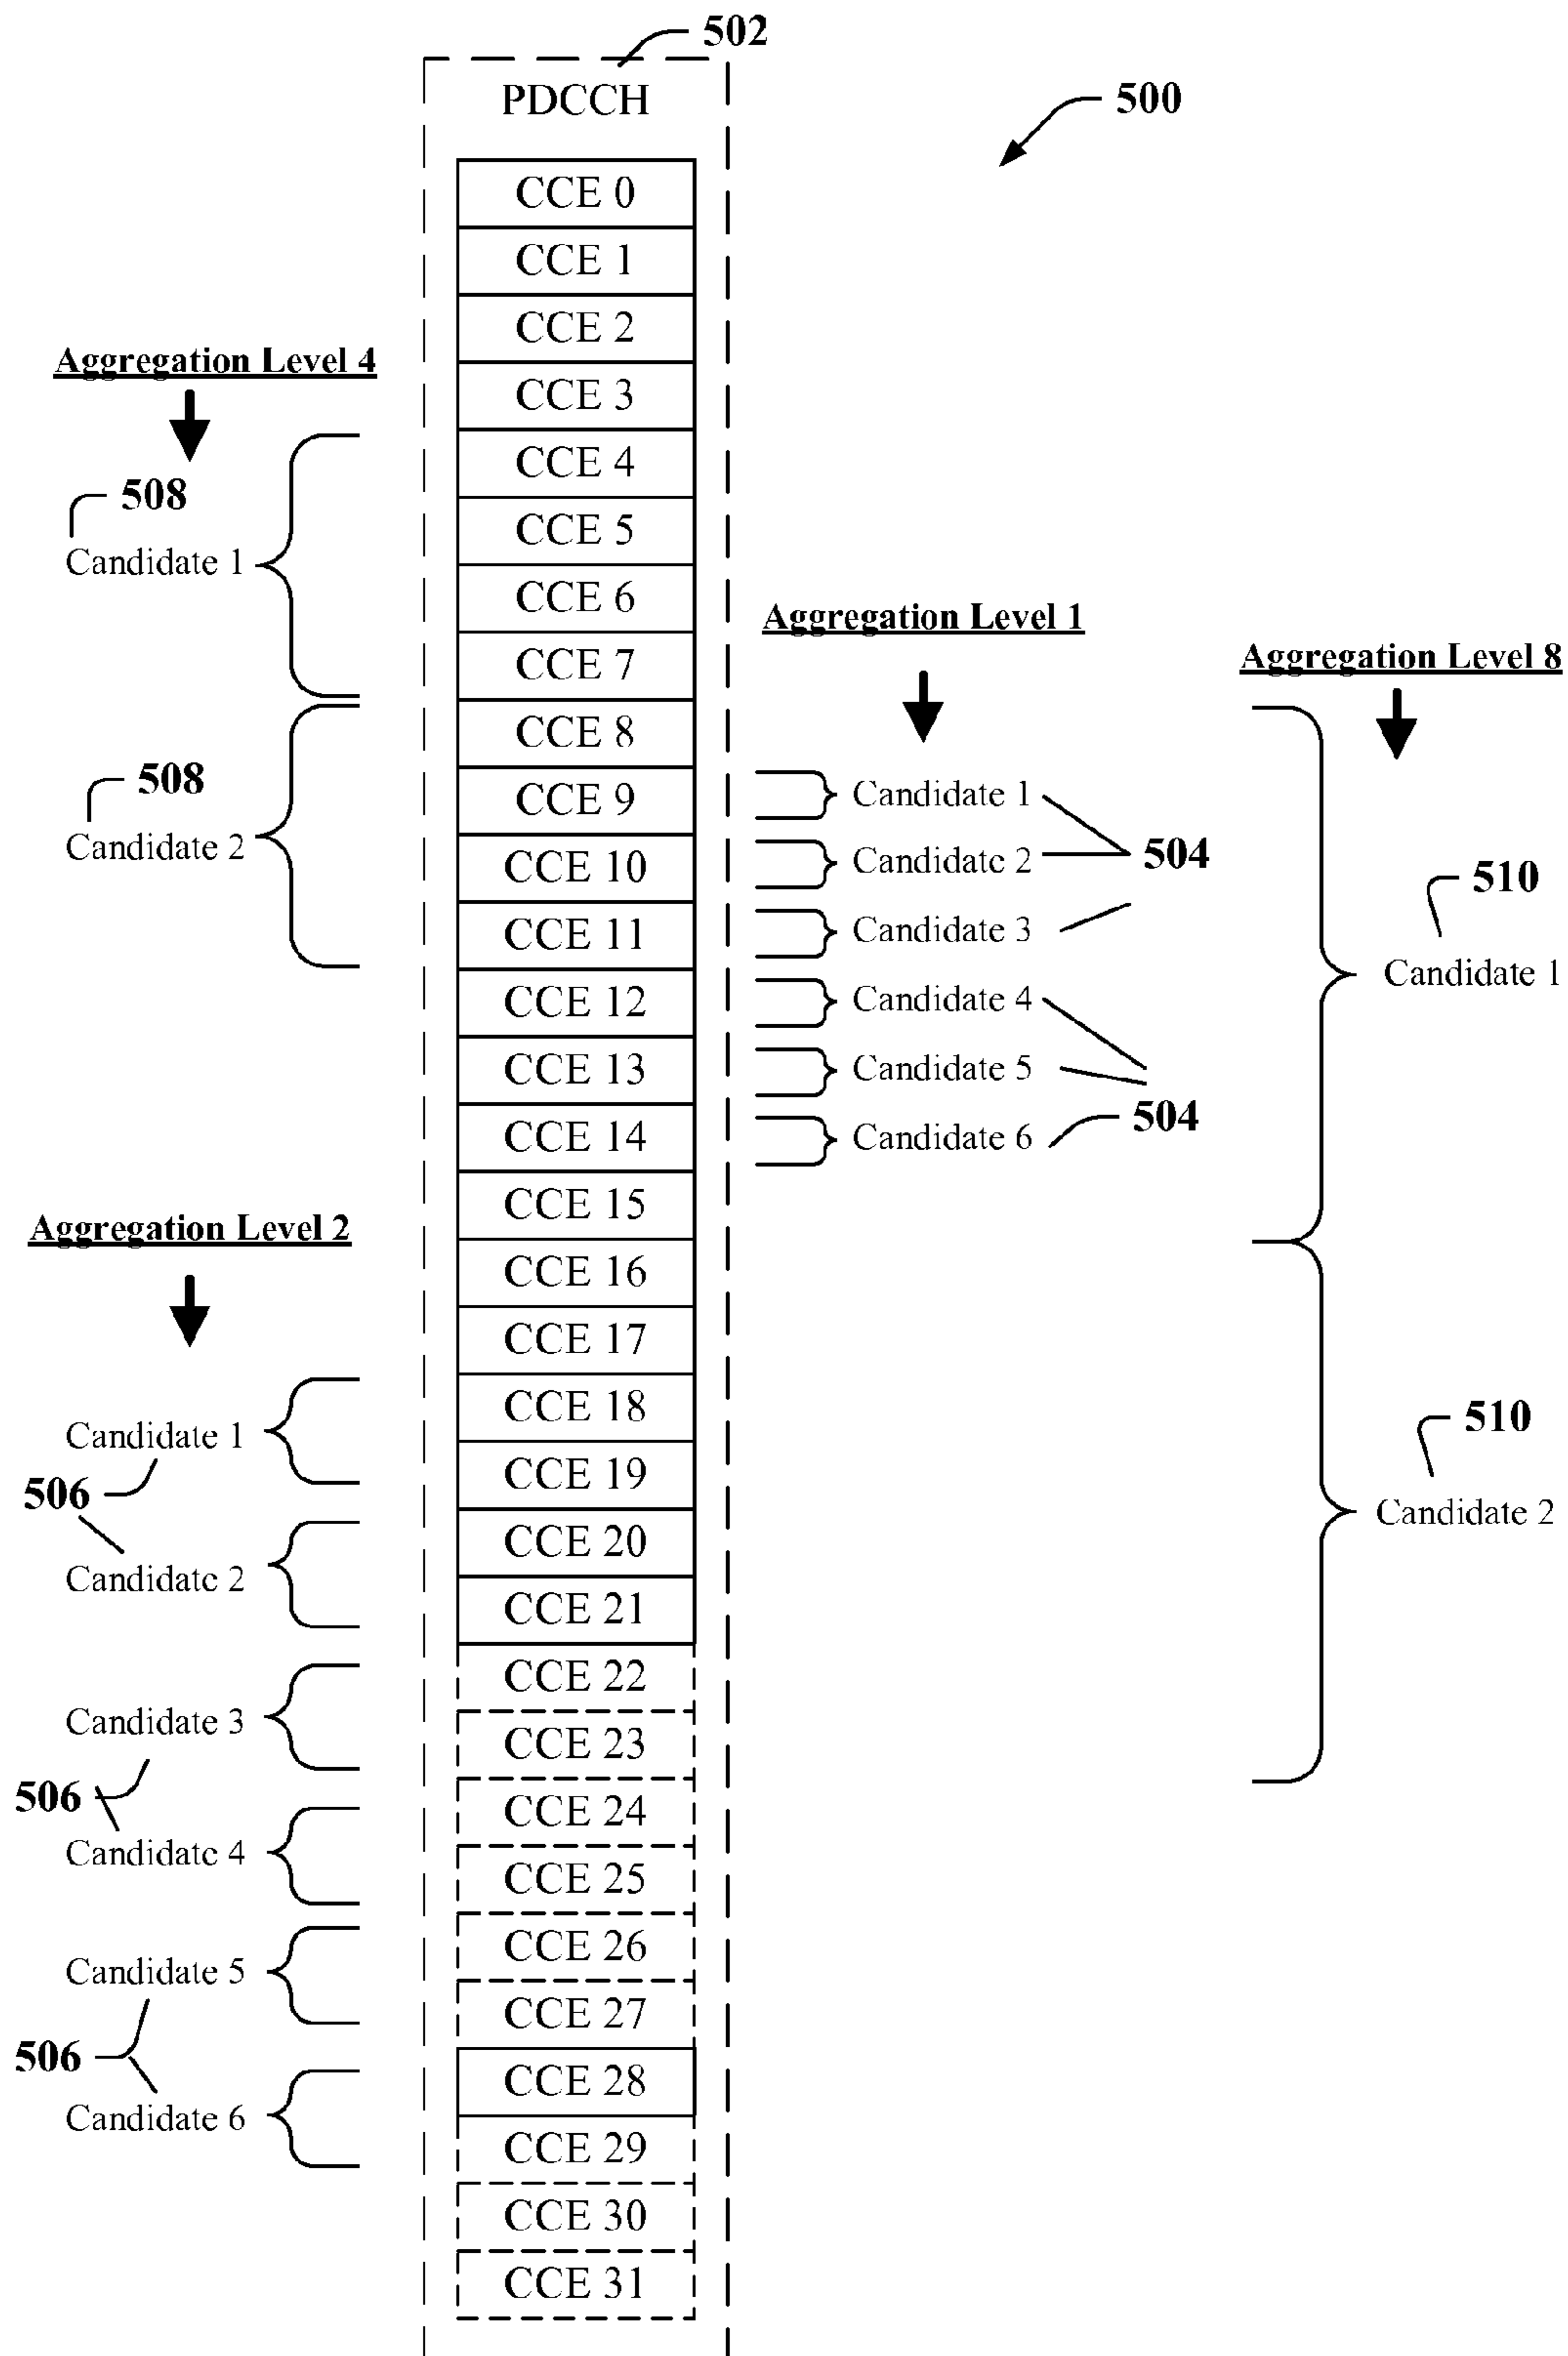 502
PDCCH
500
CCE 0
CCE 1
CCE 2
CCE 3
CCE 4
CCE 5
CCE 6
CCE 7
CCE 8
CCE 9
CCE 10
CCE 11
CCE 12
CCE 13
CCE 14
CCE 15
CCE 16
CCE 17
CCE 18
CCE 19
CCE 20
CCE 21
CCE 22
CCE 23
CCE 24
CCE 25
CCE 26
CCE 27
CCE 28
CCE 29
CCE 30
CCE 31
Aggregation Level 4
508
Candidate 1
508
Candidate 2
Aggregation Level 2
Candidate 1
506
Candidate 2
Candidate 3
506
Candidate 4
Candidate 5
506
Candidate 6
Aggregation Level 1
Candidate 1
Candidate 2
504
Candidate 3
Candidate 4
Candidate 5
504
Candidate 6
Aggregation Level 8
510
Candidate 1
510
Candidate 2